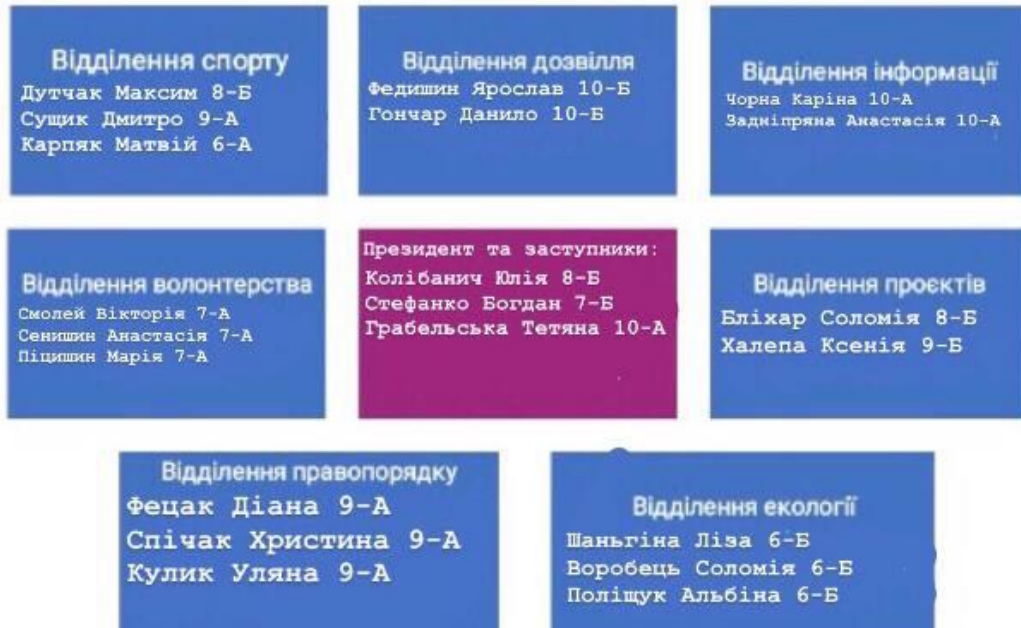 Відділення спорту
Дутчак Максим 8-Б
Сущик Дмитро 9-А
Карпяк Матвій 6-А
Відділення дозвілля
Федишин Ярослав 10-Б
Гончар Данило 10-Б
Відділення інформації
Чорна Каріна 10-А
Задніпряна Анастасія 10-А
Відділення волонтерства
Смолей Вікторія 7-А
Сенишин Анастасія 7-А
Піцишин Марія 7-А
Президент та заступники:
Колібанич Юлія 8-Б
Стефанко Богдан 7-Б
Грабельська Тетяна 10-А
Відділення проєктів
Бліхар Соломія 8-Б
Халепа Ксенія 9-Б
Відділення правопорядку
Фецак Діана 9-А
Спічак Христина 9-А
Кулик Уляна 9-А
Відділення екології
Шаньгіна Ліза 6-Б
Воробець Соломія 6-Б
Поліщук Альбіна 6-Б